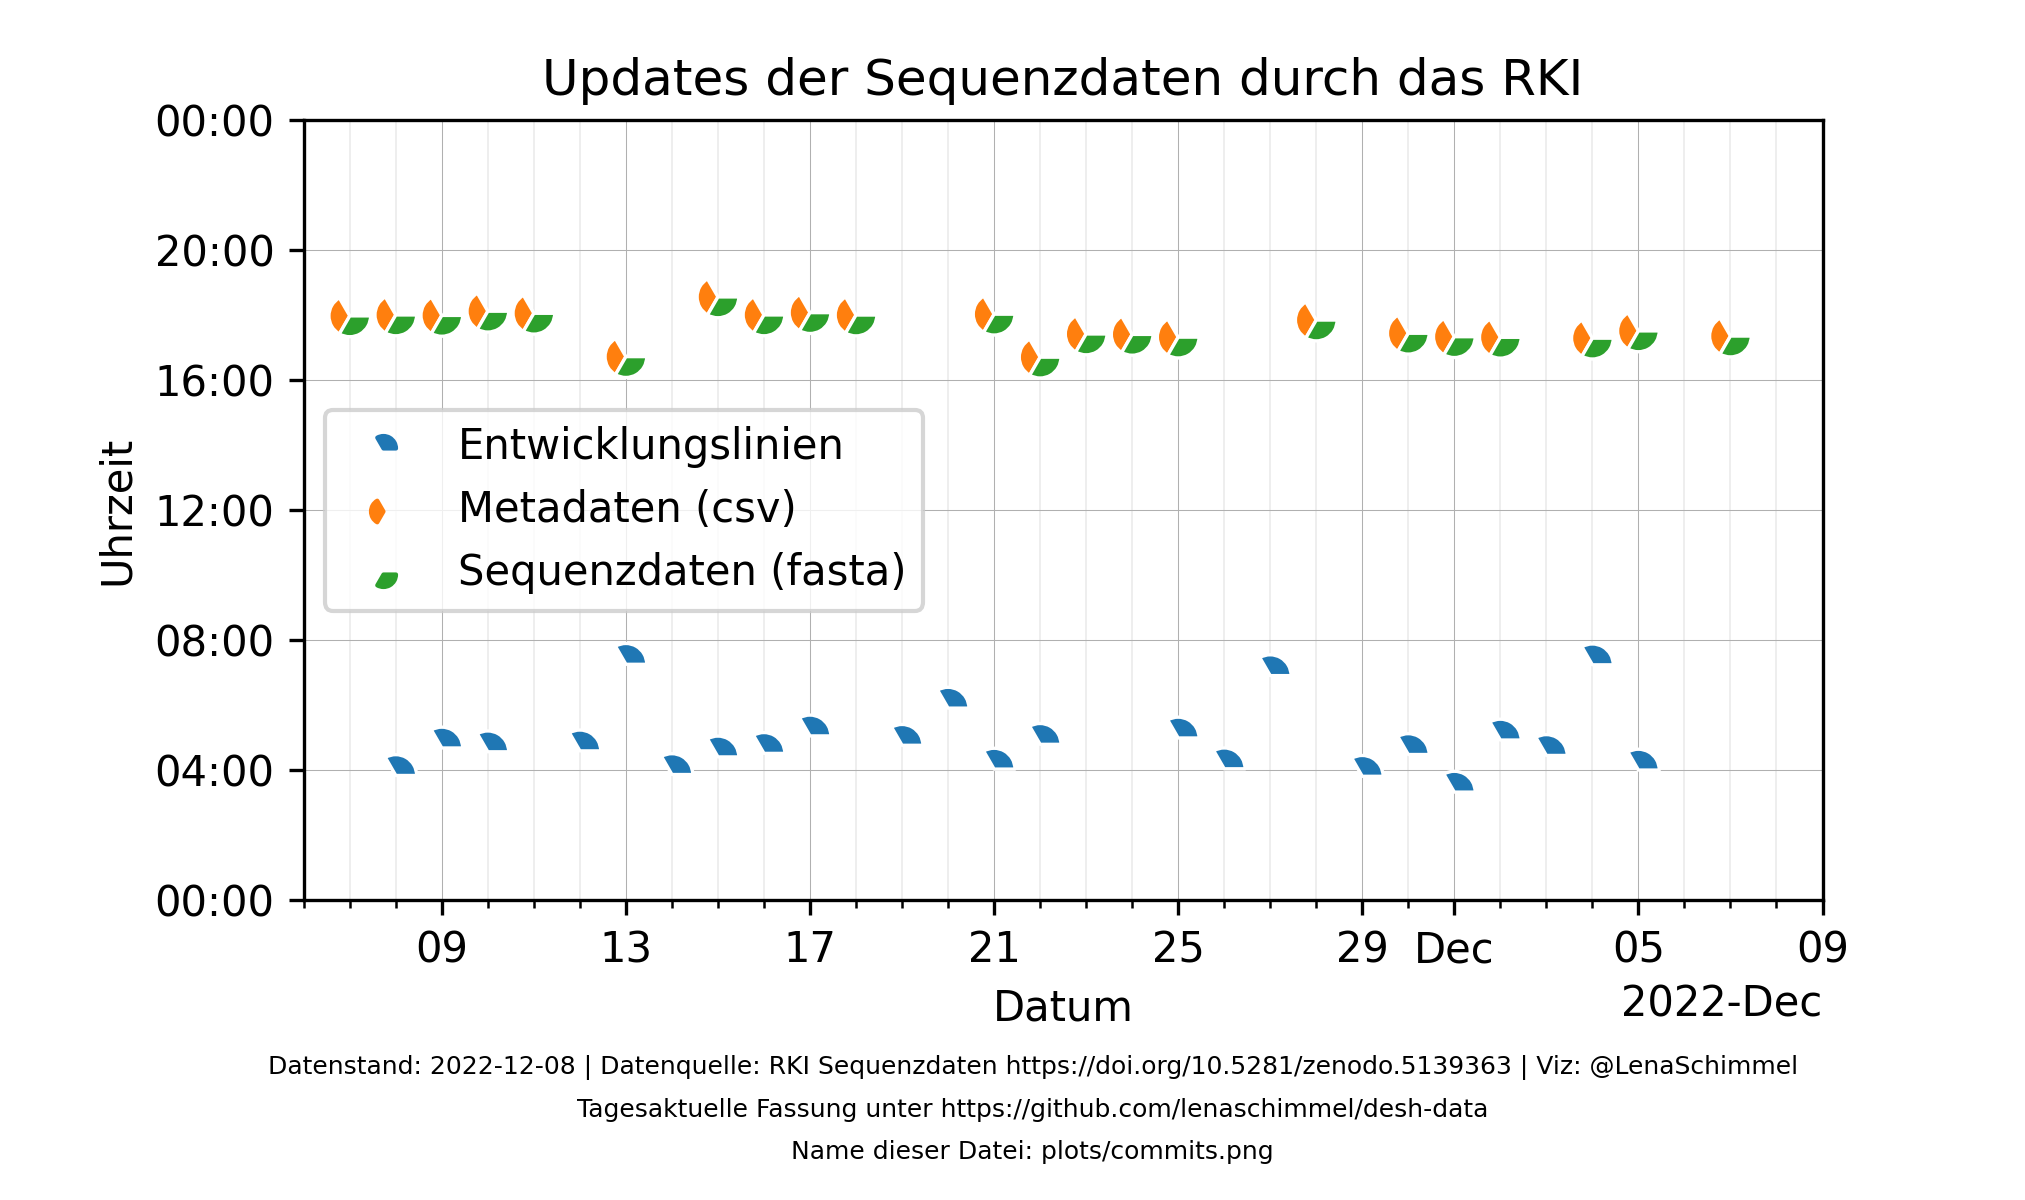 Updates der Sequenzdaten durch das RKI
00:00
20:00
16:00
12:00
08:00
04:00
00:00
Uhrzeit
Entwicklungslinien
Metadaten (csv)
Sequenzdaten (fasta)
09 13 17 21 25 29 Dec 05 09
2022-Dec
Datum
Datenstand: 2022-12-08 | Datenquelle: RKI Sequenzdaten https://doi.org/10.5281/zenodo.5139363 | Viz: @LenaSchimmel
Tagesaktuelle Fassung unter https://github.com/lenaschimmel/desh-data
Name dieser Datei: plots/commits.png